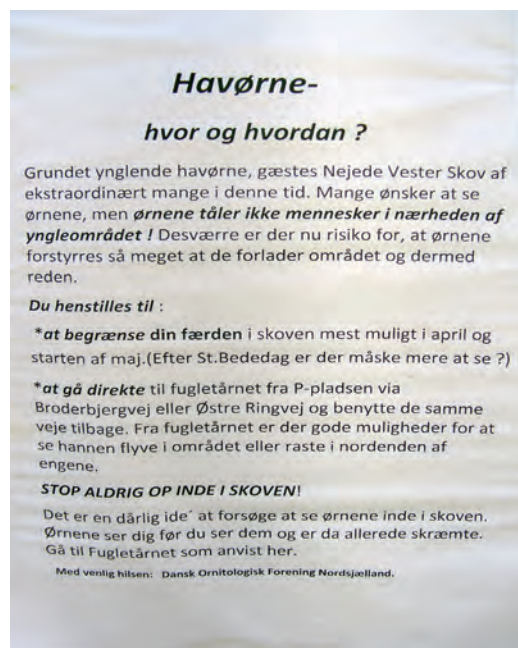 Havørne-
hvor og hvordan ?
Grundet ynglende havørne, gæstes Nejede Vester Skov af
ekstraordinært mange i denne tid. Mange ønsker at se
ørnene, men ørnene tåler ikke mennesker i nærheden af
yngleområdet ! Desværre er der nu risiko for, at ørnene
forstyrres så meget at de forlader området og dermed
reden.
Du henstilles til :
*at begrænse din færden i skoven mest muligt i april og
starten af maj.(Efter St.Bededag er der måske mere at se ?)
*at gå direkte til fugletårnet fra P-pladsen via
Broderbjergvej eller Østre Ringvej og benytte de samme
veje tilbage. Fra fugletårnet er der gode muligheder for at
se hannen flyve i området eller raste i nordenden af
engene.
STOP ALDRIG OP INDE I SKOVEN!
Det er en dårlig ide´ at forsøge at se ørnene inde i skoven.
Ørnene ser dig før du ser dem og er da allerede skræmte.
Gå til Fugletårnet som anvist her.
Med venlig hilsen: Dansk Ornitologisk Forening Nordsjælland.